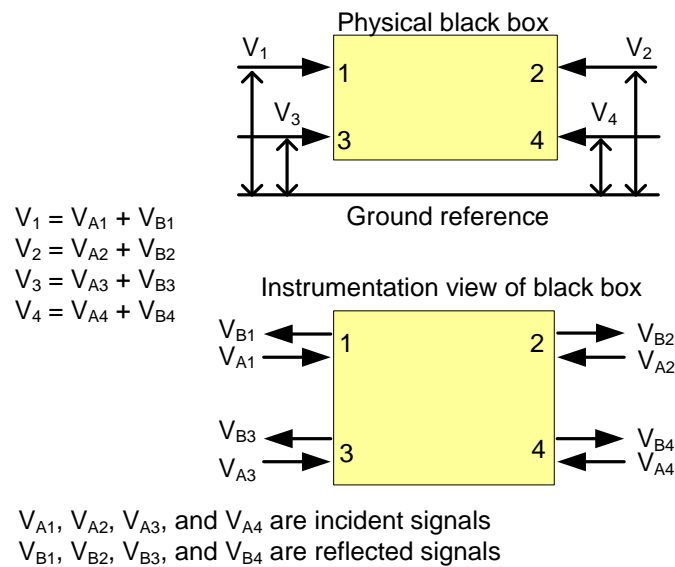 Physical black box
V1 V2
1 2
V3 V4
3 4
Ground reference
V1 = VA1 + VB1
V2 = VA2 + VB2
V3 = VA3 + VB3
V4 = VA4 + VB4
Instrumentation view of black box
VB1 1 2 VB2
VA1 VA2
VB3 3 4 VB4
VA3 VA4
VA1, VA2, VA3, and VA4 are incident signals
VB1, VB2, VB3, and VB4 are reflected signals